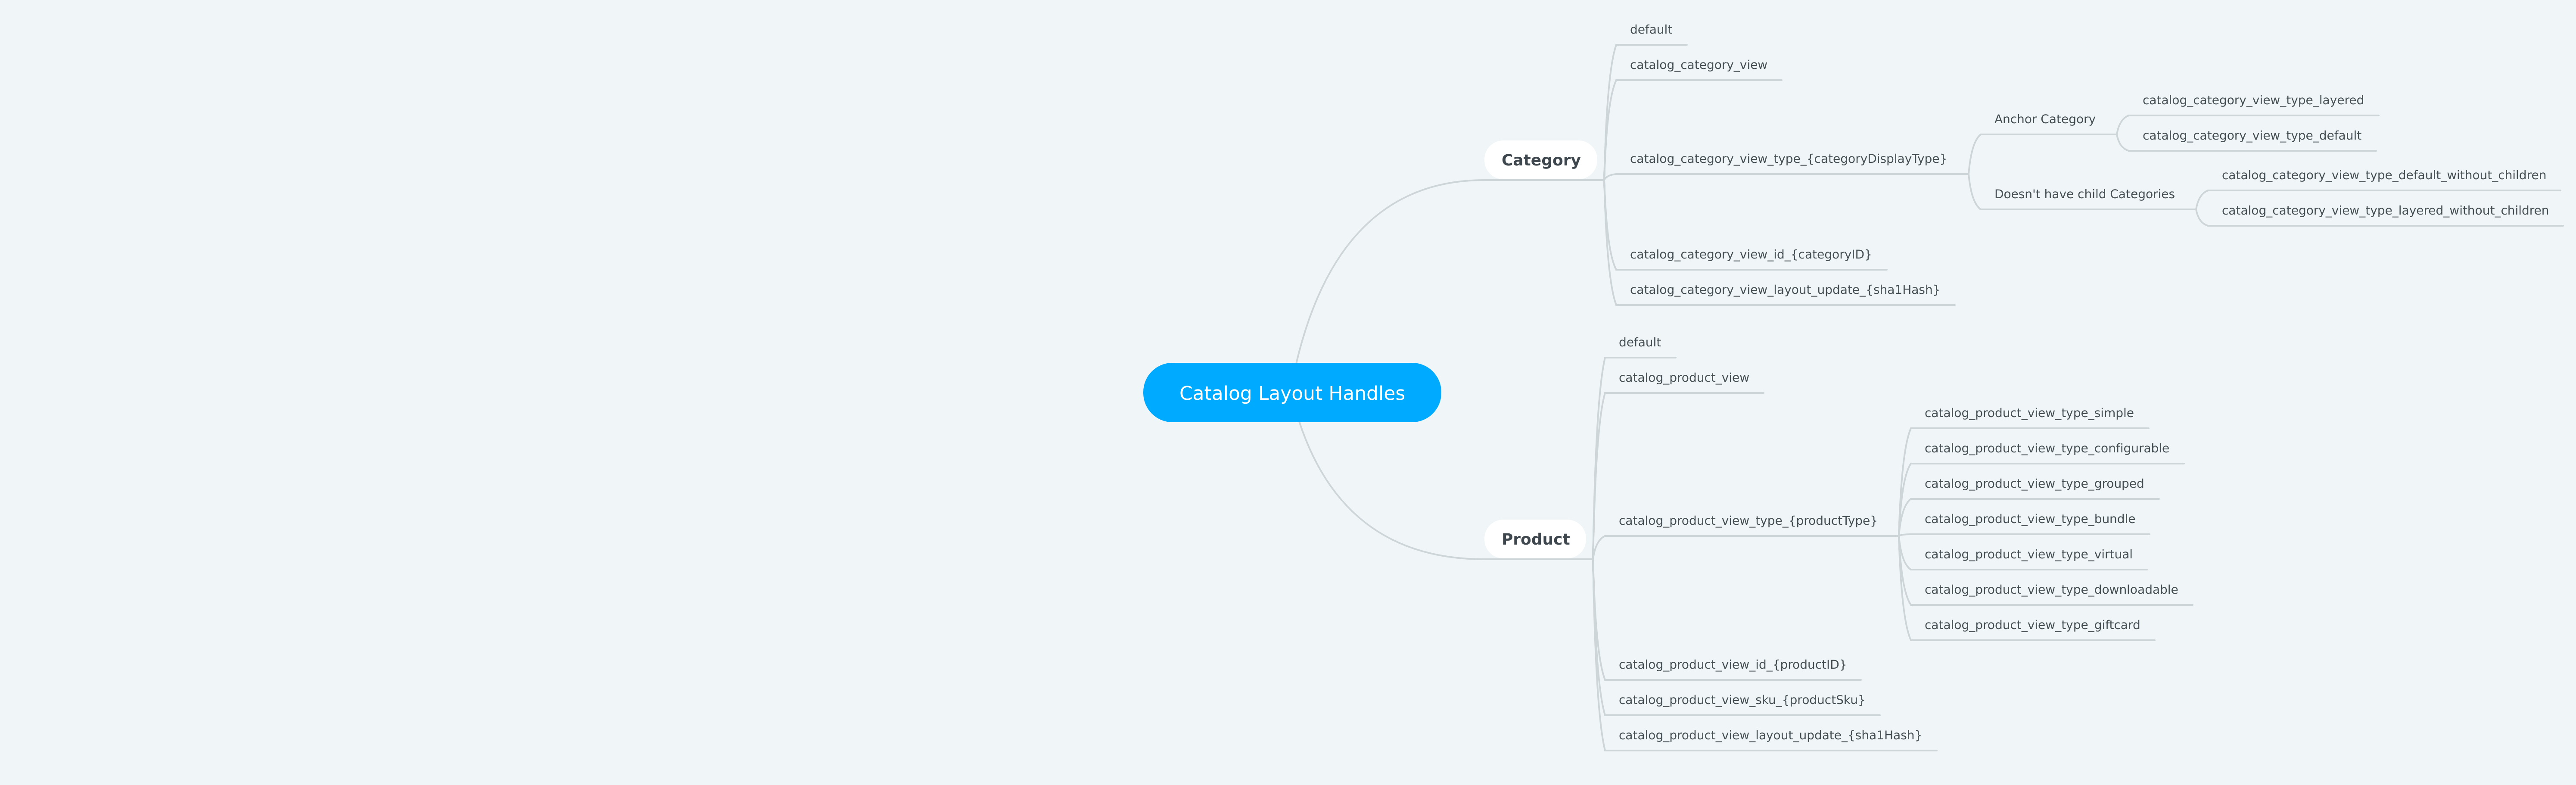 Catalog Layout Handles
Category
default
catalog_category_view
catalog_category_view_type_{categoryDisplayType}
Anchor Category
catalog_category_view_type_layered
catalog_category_view_type_default
Doesn't have child Categories
catalog_category_view_type_default_without_children
catalog_category_view_type_layered_without_children
catalog_category_view_id_{categoryID}
catalog_category_view_layout_update_{sha1Hash}
Product
default
catalog_product_view
catalog_product_view_type_{productType}
catalog_product_view_type_simple
catalog_product_view_type_configurable
catalog_product_view_type_grouped
catalog_product_view_type_bundle
catalog_product_view_type_virtual
catalog_product_view_type_downloadable
catalog_product_view_type_giftcard
catalog_product_view_id_{productID}
catalog_product_view_sku_{productSku}
catalog_product_view_layout_update_{sha1Hash}